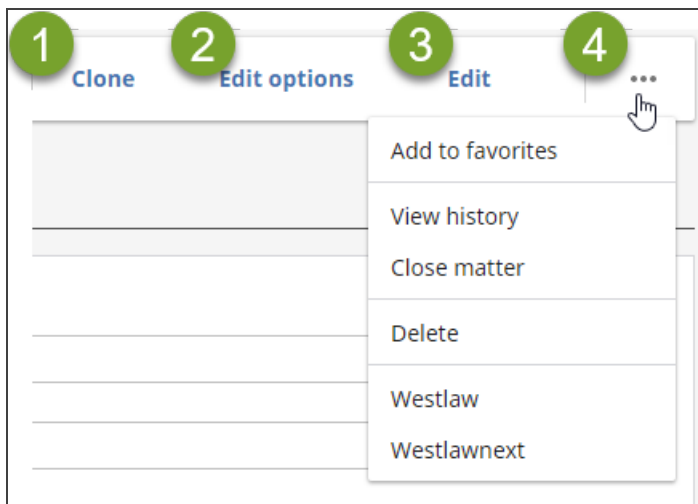 1 2 3 4
Clone Edit options Edit ...
Add to favorites
View history
Close matter
Delete
Westlaw
Westlawnext